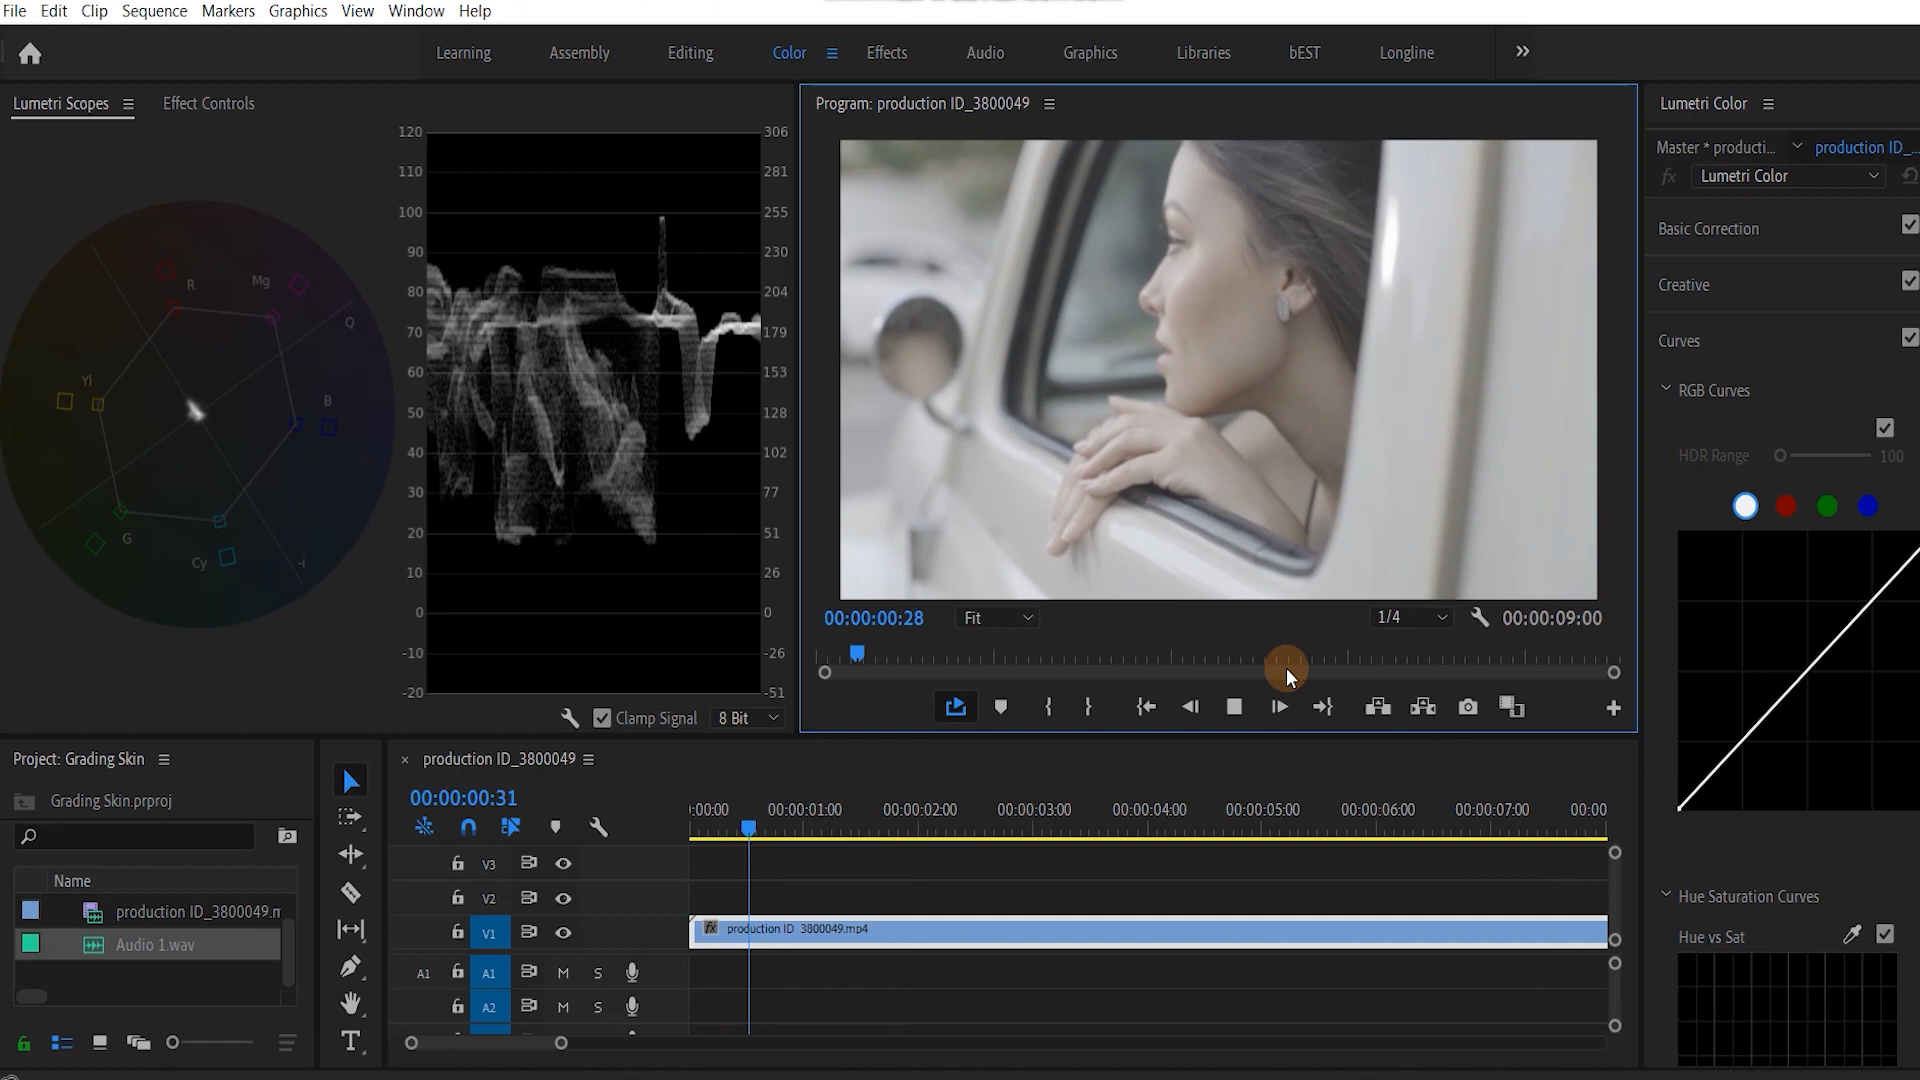 File Edit Clip Sequence Markers Graphics View Window Help
Learning Assembly Editing Color Effects Audio Graphics Libraries bEST Longline
Lumetri Scopes Effect Controls
Program: production ID_3800049
Lumetri Color
Master * producti... production ID_...
fx Lumetri Color
Basic Correction
Creative
Curves
RGB Curves
HDR Range 100
120 306
110 281
100 255
90 230
80 204
70 179
60 153
50 128
40 102
30 77
20 51
10 26
0 0
-10 -26
-20 -51
R Mg Q
Yl B
G Cy -i
Clamp Signal 8 Bit
00:00:00:28 Fit 1/4 00:00:09:00
Project: Grading Skin
Grading Skin.prproj
Name
production ID_3800049.m
Audio 1.wav
production ID_3800049
00:00:00:31
:00:00 00:00:01:00 00:00:02:00 00:00:03:00 00:00:04:00 00:00:05:00 00:00:06:00 00:00:07:00 00:00
V3
V2
V1 fx production ID_3800049.mp4
A1 A1 M S
A2 M S
T
Hue Saturation Curves
Hue vs Sat